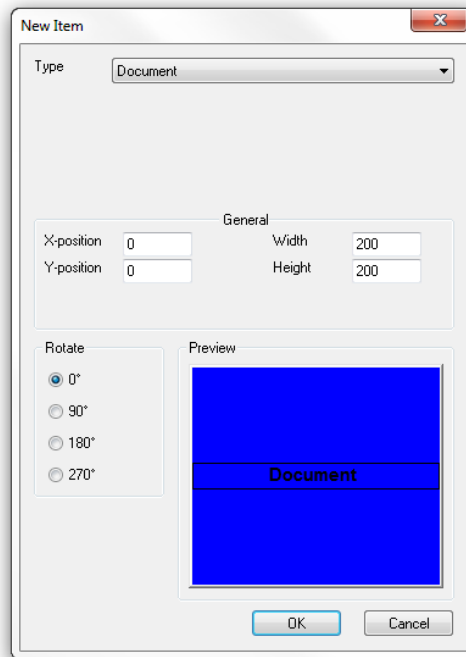 New Item
Type Document
General
X-position 0 Width 200
Y-position 0 Height 200
Rotate
0°
90°
180°
270°
Preview
Document
OK Cancel